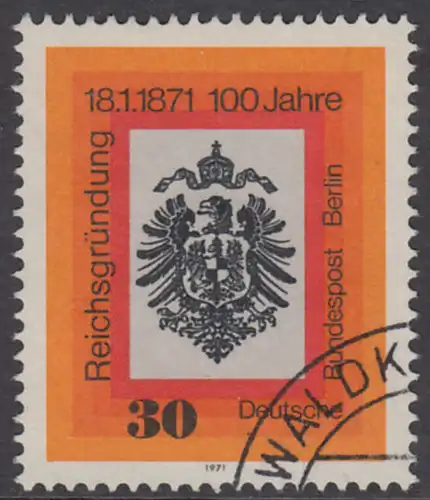 18.1.1871 100 Jahre
Reichsgründung
30
Deutsche
Bundespost Berlin
1971
WALDK